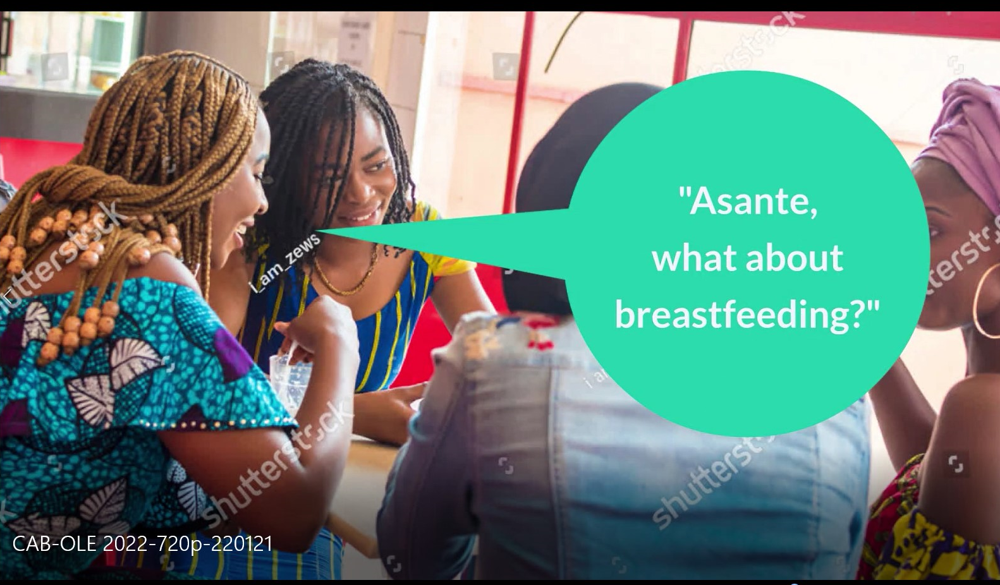 "Asante,
what about
breastfeeding?"
i_am_zews
shutterstock
shutterstock
shutterstock
CAB-OLE 2022-720p-220121